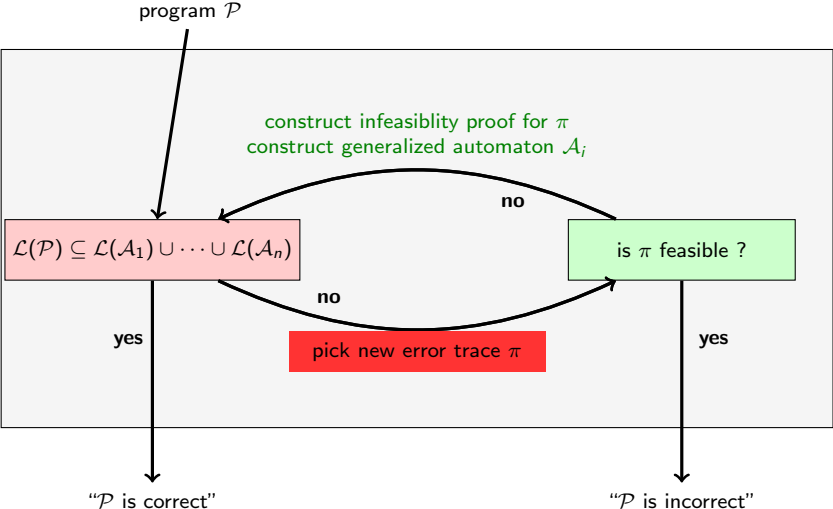 program 𝒫
construct infeasiblity proof for π
construct generalized automaton 𝒜ᵢ
no
ℒ(𝒫) ⊆ ℒ(𝒜₁) ∪ ··· ∪ ℒ(𝒜ₙ)
is π feasible ?
no
pick new error trace π
yes
yes
“𝒫 is correct”
“𝒫 is incorrect”